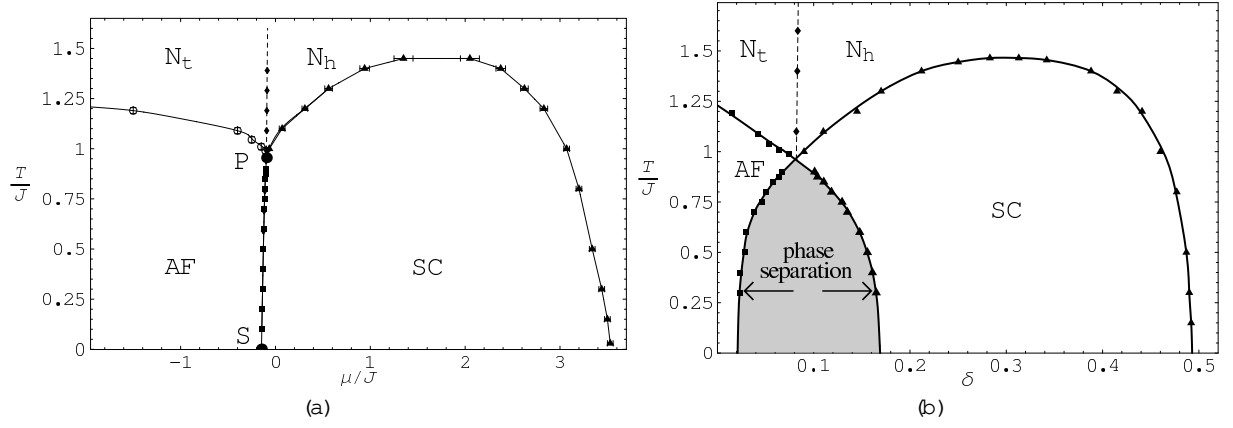 1.5
1.25
1
0.75
0.5
0.25
0
T/J
N_t
N_h
P
AF
SC
S
-1
0
1
2
3
μ/J
(a)
1.5
1.25
1
0.75
0.5
0.25
0
T/J
N_t
N_h
AF
SC
phase
separation
0.1
0.2
0.3
0.4
0.5
δ
(b)